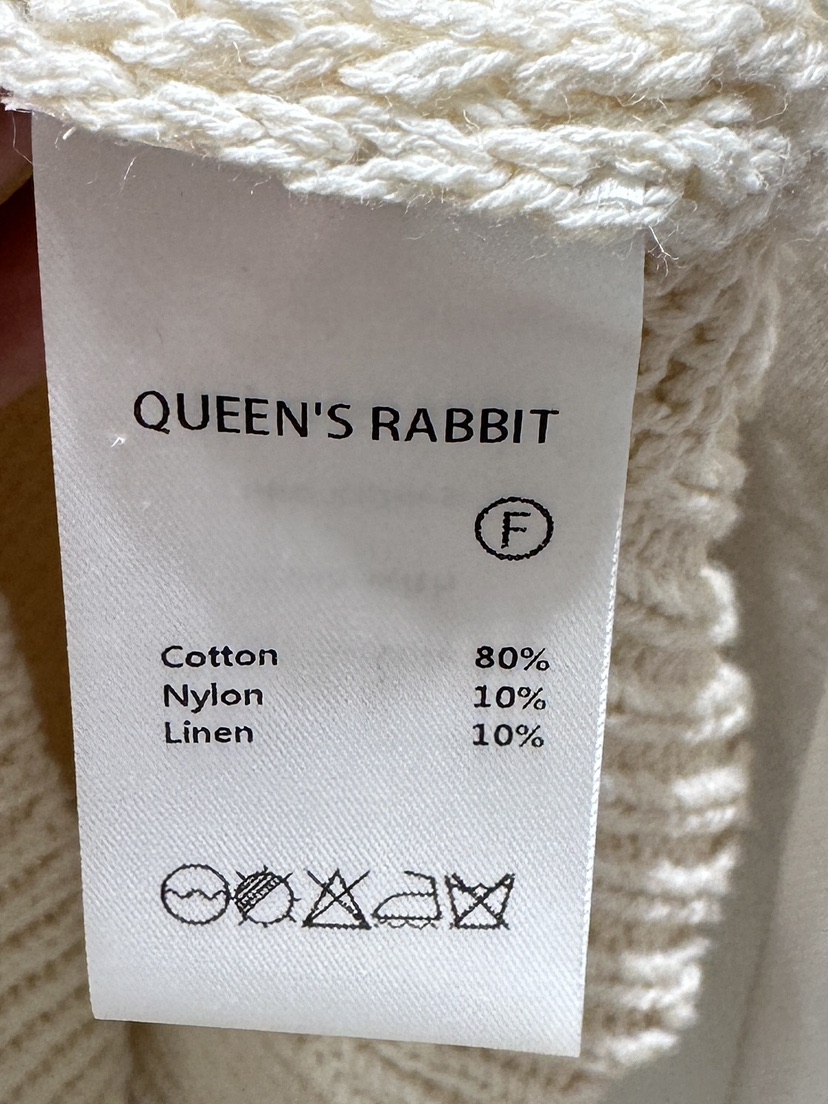 QUEEN'S RABBIT
F
Cotton 80%
Nylon 10%
Linen 10%